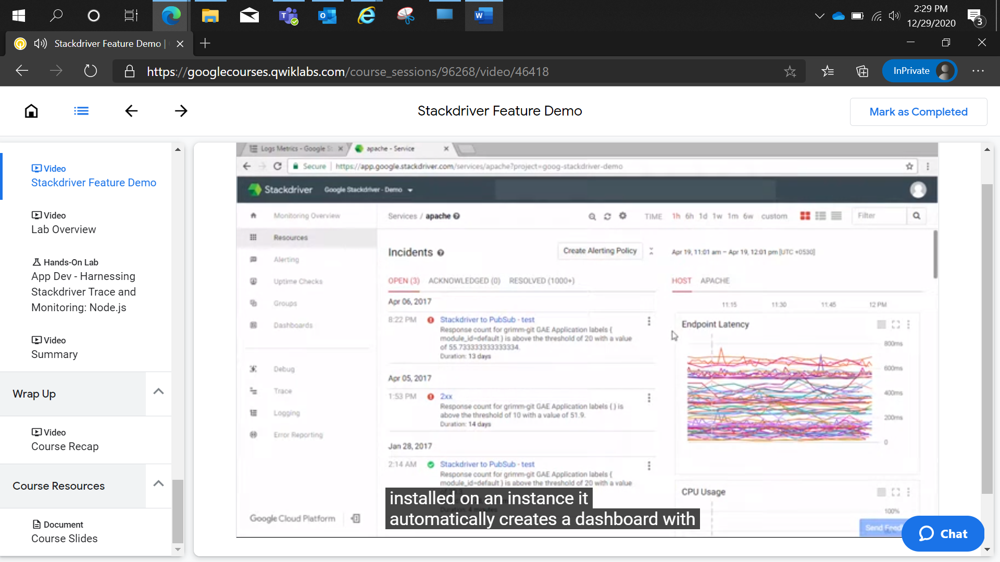 2:29 PM
12/29/2020
3
Stackdriver Feature Demo |
https://googlecourses.qwiklabs.com/course_sessions/96268/video/46418
InPrivate
Stackdriver Feature Demo
Mark as Completed
Video
Stackdriver Feature Demo
Video
Lab Overview
Hands-On Lab
App Dev - Harnessing
Stackdriver Trace and
Monitoring: Node.js
Video
Summary
Wrap Up
Video
Course Recap
Course Resources
Document
Course Slides
Logs Metrics - Google St
apache - Service
Secure | https://app.google.stackdriver.com/services/apache?project=goog-stackdriver-demo
Stackdriver
Google Stackdriver - Demo
Monitoring Overview
Resources
Alerting
Uptime Checks
Groups
Dashboards
Debug
Trace
Logging
Error Reporting
Google Cloud Platform
Services / apache
TIME 1h 6h 1d 1w 1m 6w custom
Filter
Incidents
Create Alerting Policy
Apr 19, 11:01 am – Apr 19, 12:01 pm [UTC +0530]
OPEN (3) ACKNOWLEDGED (0) RESOLVED (1000+)
Apr 06, 2017
8:22 PM Stackdriver to PubSub - test
Response count for grimm-git GAE Application labels {
module_id=default } is above the threshold of 20 with a value
of 55.733333333333334.
Duration: 13 days
Apr 05, 2017
1:53 PM 2xx
Response count for grimm-git GAE Application labels { } is
above the threshold of 10 with a value of 51.9.
Duration: 14 days
Jan 28, 2017
2:14 AM Stackdriver to PubSub - test
Response count for grimm-git GAE Application labels {
module_id=default } is above the threshold of 20 with a value
HOST APACHE
11:15 11:30 11:45 12 PM
Endpoint Latency
800ms
600ms
400ms
200ms
0
CPU Usage
100%
installed on an instance it
automatically creates a dashboard with
Chat